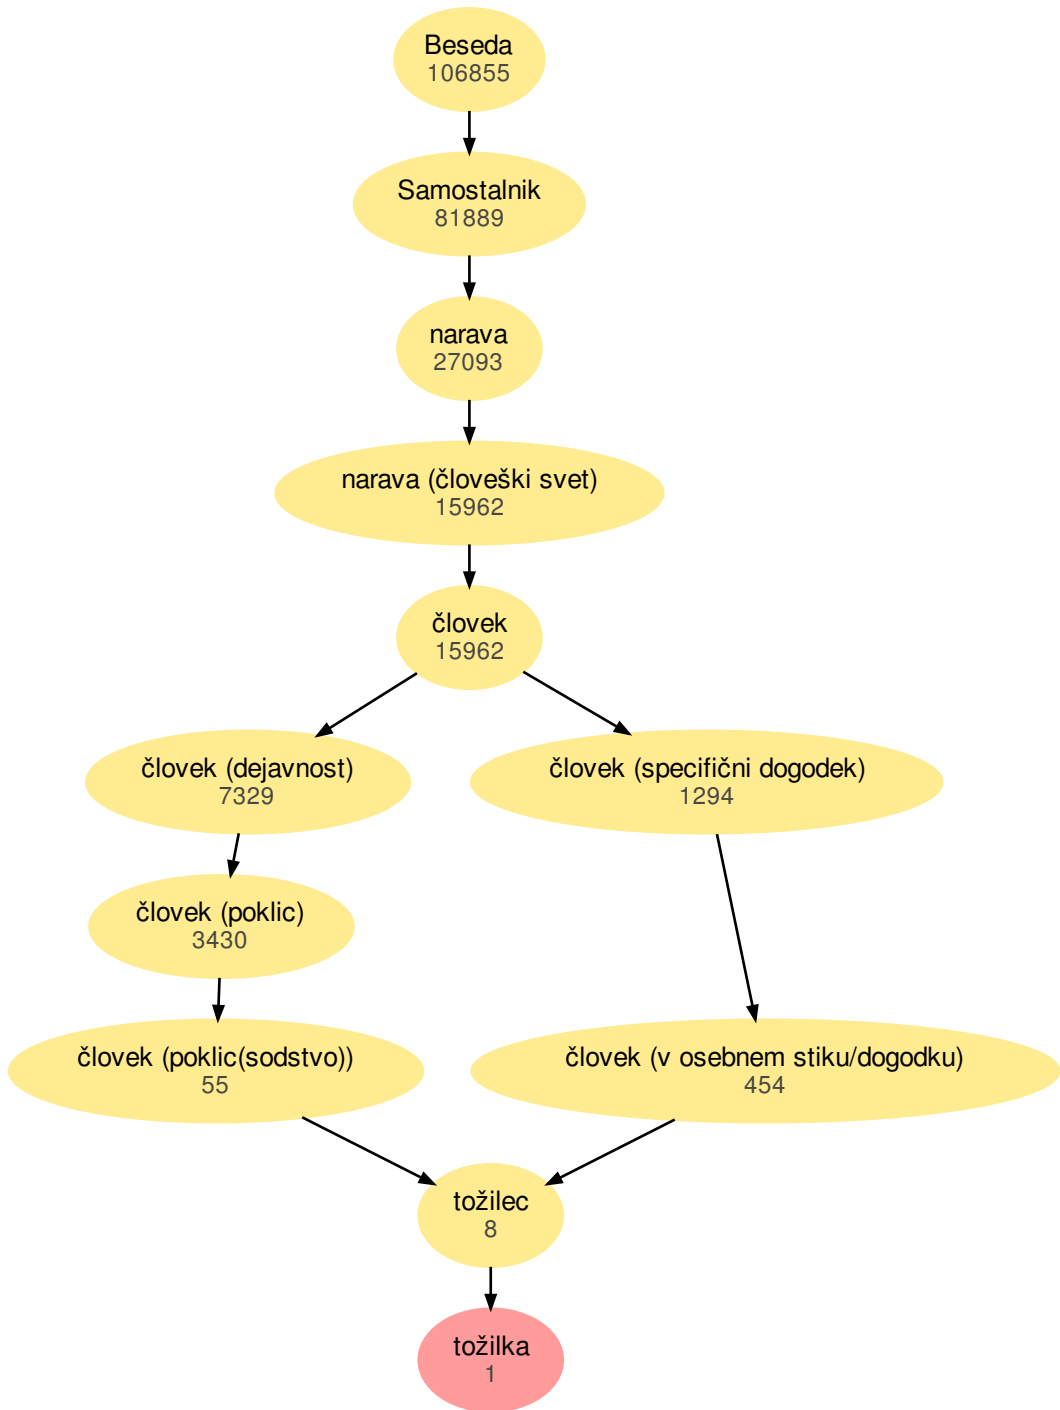 Beseda
106855
Samostalnik
81889
narava
27093
narava (človeški svet)
15962
človek
15962
človek (dejavnost)
7329
človek (specifični dogodek)
1294
človek (poklic)
3430
človek (poklic(sodstvo))
55
človek (v osebnem stiku/dogodku)
454
tožilec
8
tožilka
1